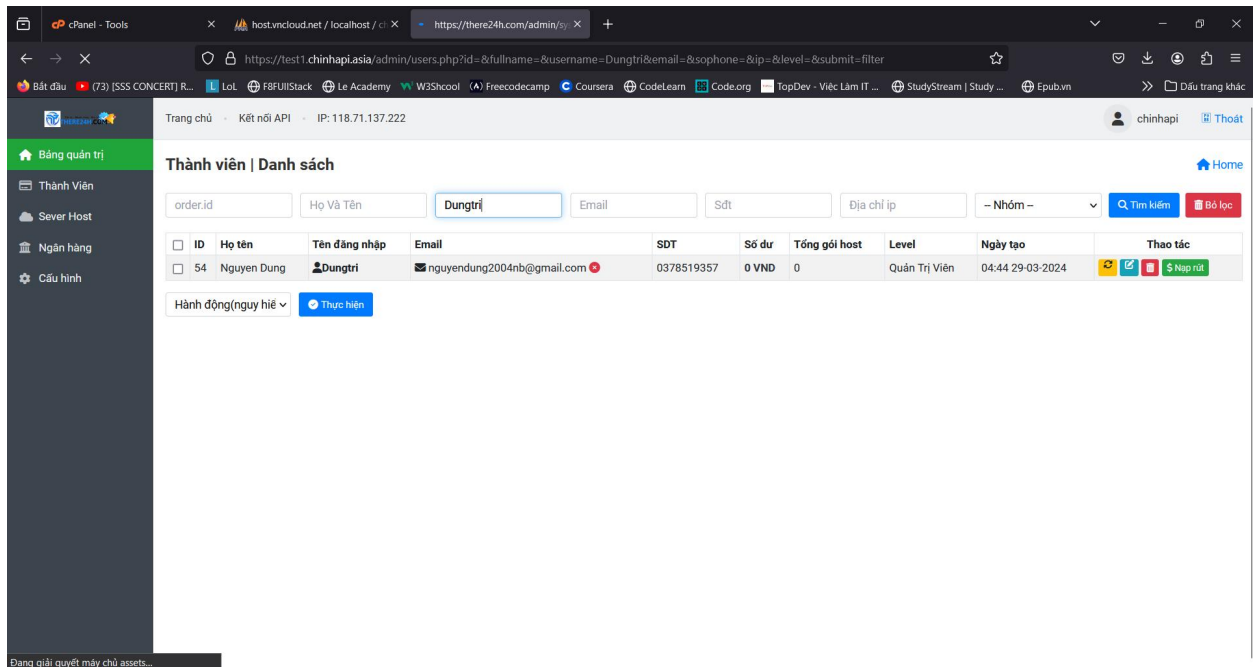 cPanel - Tools
host.vncloud.net / localhost / ch
https://there24h.com/admin/sy
https://test1.chinhapi.asia/admin/users.php?id=&fullname=&username=Dungtri&email=&sophone=&ip=&level=&submit=filter
Bắt đầu (73) [SSS CONCERT] R... LoL F8FUllStack Le Academy W3Shcool Freecodecamp Coursera CodeLearn Code.org TopDev - Việc Làm IT ... StudyStream | Study ... Epub.vn Dấu trang khác
Trang chủ Kết nối API IP: 118.71.137.222 chinhapi Thoát
Bảng quản trị
Thành Viên
Sever Host
Ngân hàng
Cấu hình
Thành viên | Danh sách Home
order.id Họ Và Tên Dungtri Email Sđt Địa chỉ ip -- Nhóm -- Tìm kiếm Bỏ lọc
ID Họ tên Tên đăng nhập Email SDT Số dư Tổng gói host Level Ngày tạo Thao tác
54 Nguyen Dung Dungtri nguyendung2004nb@gmail.com 0378519357 0 VND 0 Quản Trị Viên 04:44 29-03-2024 $ Nạp rút
Hành động(nguy hiể Thực hiện
Đang giải quyết máy chủ assets...